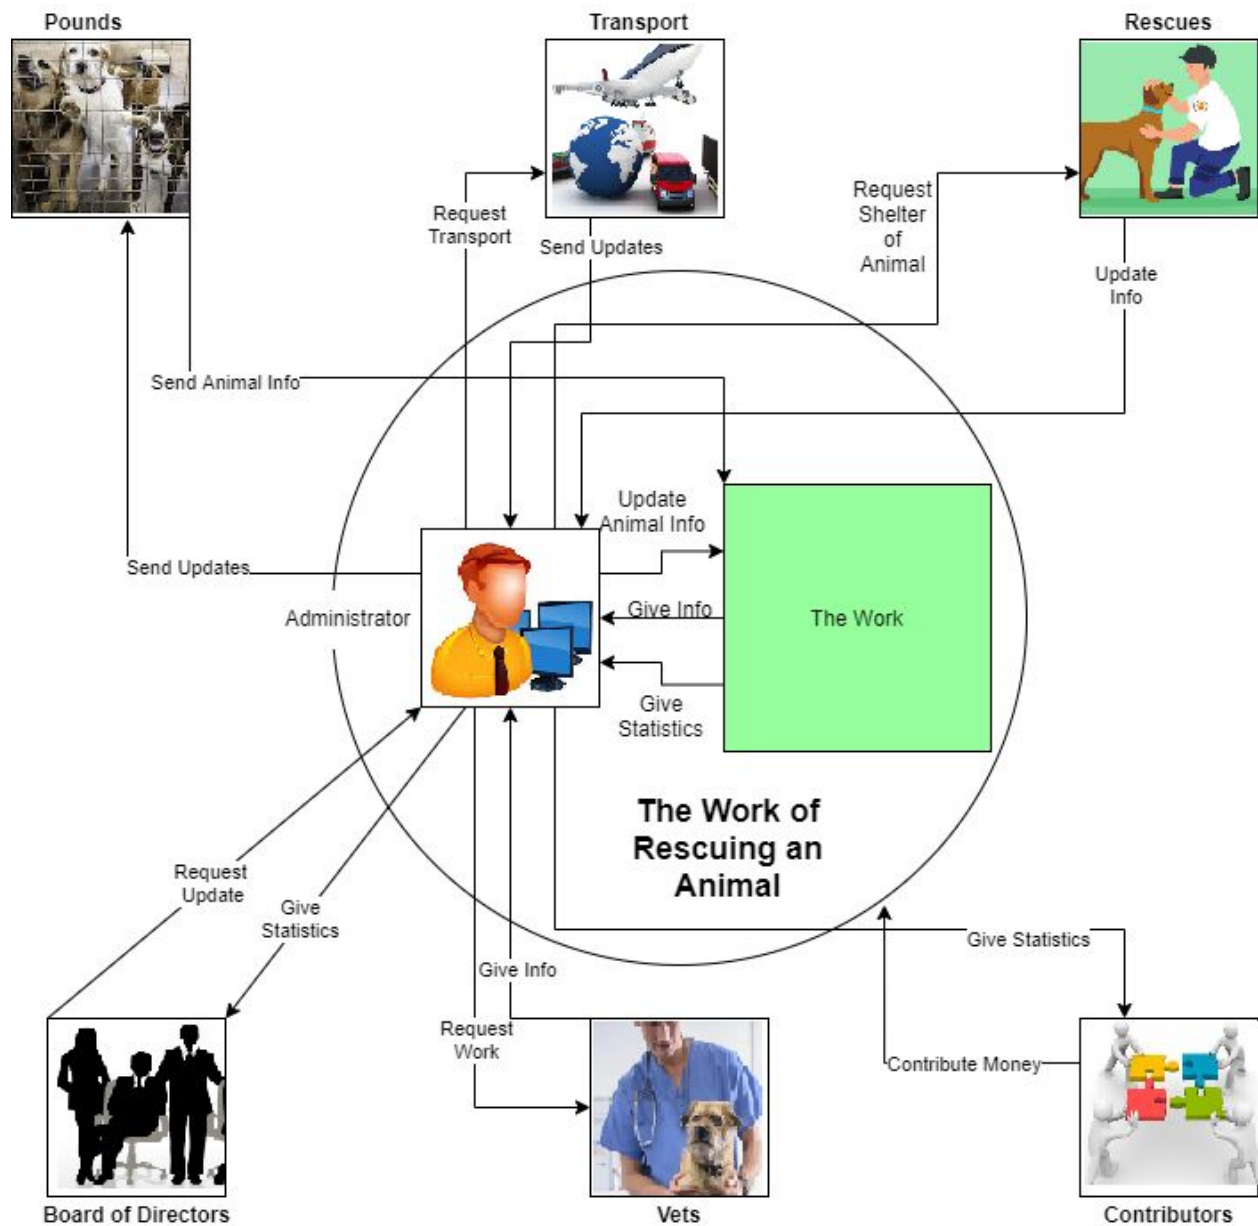 Pounds
Transport
Rescues
Request
Transport
Send Updates
Request
Shelter
of
Animal
Update
Info
Send Animal Info
Update
Animal Info
Send Updates
Administrator
Give Info
The Work
Give
Statistics
The Work of
Rescuing an
Animal
Request
Update
Give
Statistics
Give Info
Give Statistics
Request
Work
Contribute Money
Board of Directors
Vets
Contributors